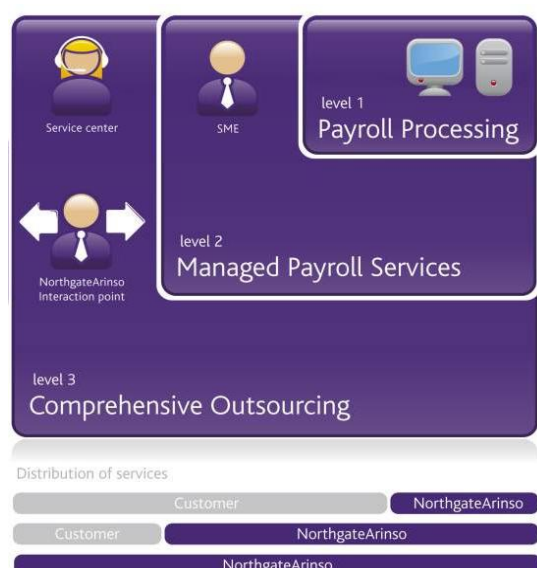 level 1
Payroll Processing
Service center
SME
level 2
Managed Payroll Services
NorthgateArinso
Interaction point
level 3
Comprehensive Outsourcing
Distribution of services
Customer NorthgateArinso
Customer NorthgateArinso
NorthgateArinso